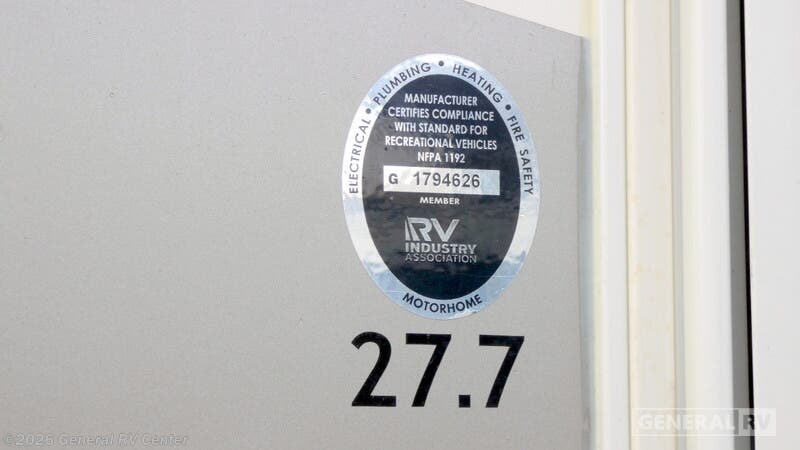 ELECTRICAL • PLUMBING • HEATING • FIRE SAFETY
MANUFACTURER
CERTIFIES COMPLIANCE
WITH STANDARD FOR
RECREATIONAL VEHICLES
NFPA 1192
G 1794626
MEMBER
RV
INDUSTRY
ASSOCIATION
MOTORHOME
27.7
GENERAL RV
©2026 General RV Center